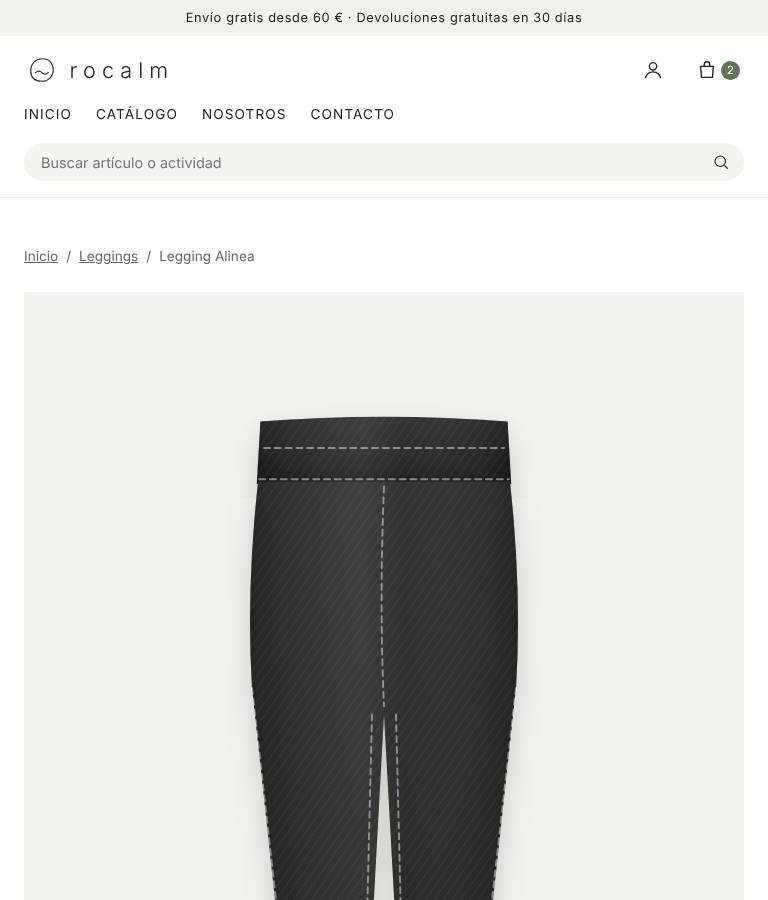 Envío gratis desde 60 € · Devoluciones gratuitas en 30 días
rocalm
2
INICIO CATÁLOGO NOSOTROS CONTACTO
Buscar artículo o actividad
Inicio / Leggings / Legging Alinea